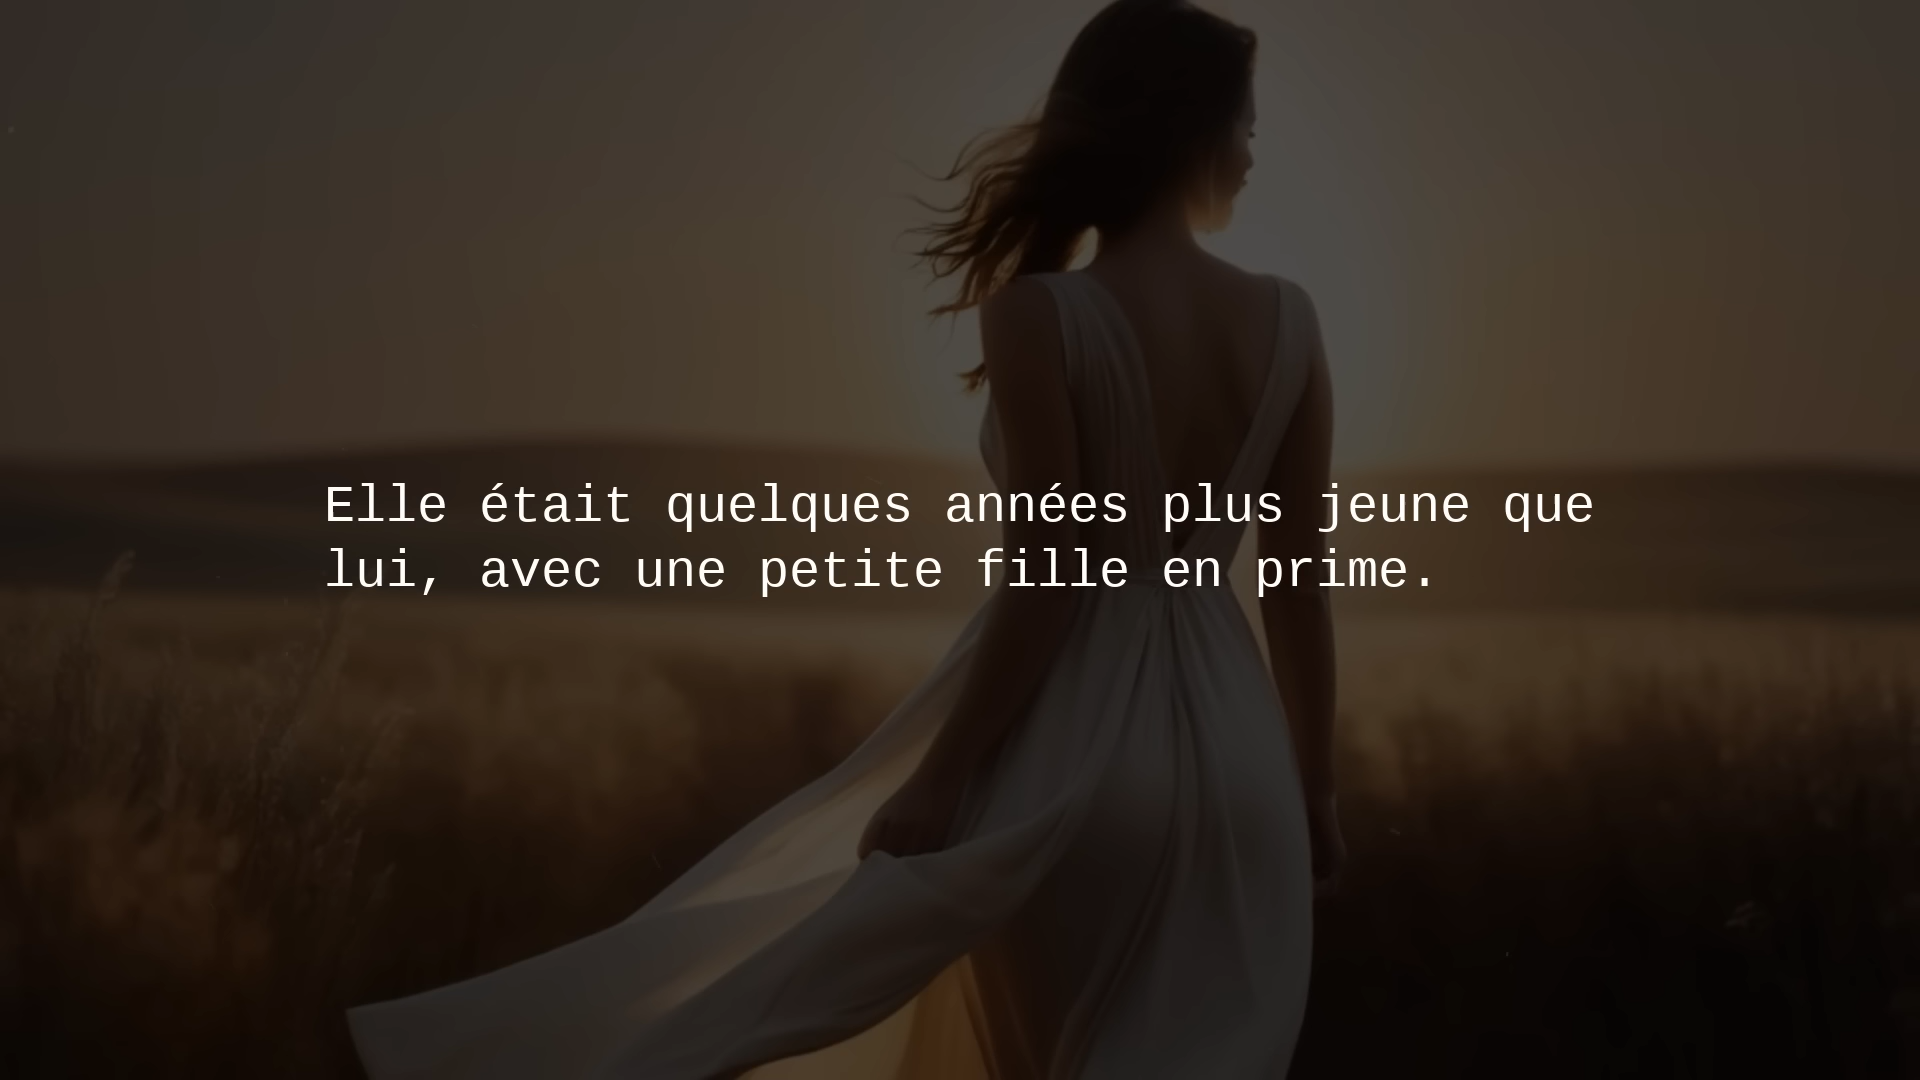 Elle était quelques années plus jeune que
lui, avec une petite fille en prime.